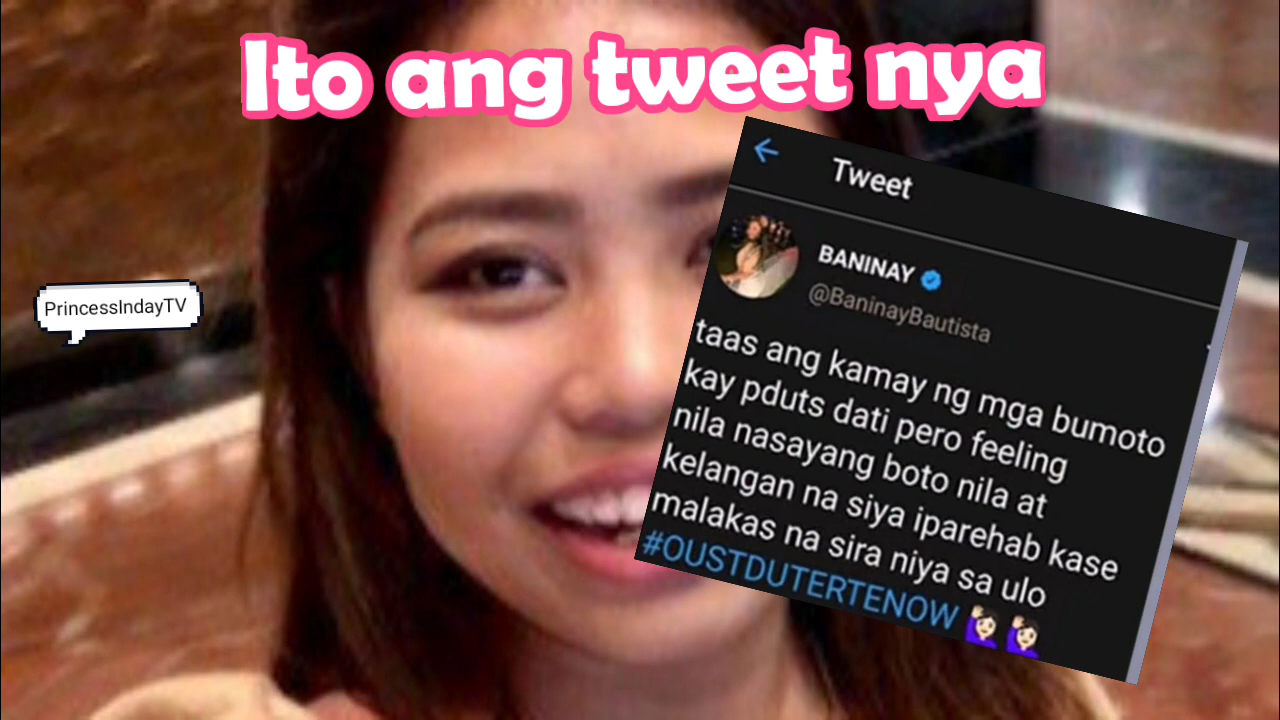 Ito ang tweet nya
PrincessIndayTV
Tweet
BANINAY
@BaninayBautista
taas ang kamay ng mga bumoto
kay pduts dati pero feeling
nila nasayang boto nila at
kelangan na siya iparehab kase
malakas na sira niya sa ulo
#OUSTDUTERTENOW 🙋🏻‍♀️🙋🏻‍♀️